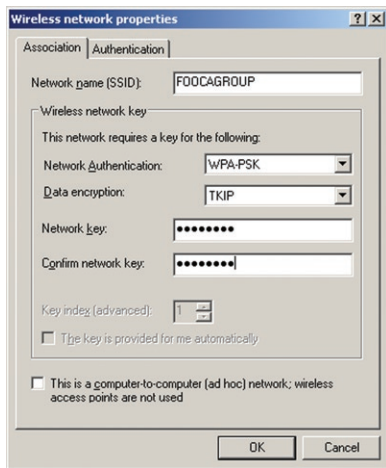 Wireless network properties
Association
Authentication
Network name (SSID): FOOCAGROUP
Wireless network key
This network requires a key for the following:
Network Authentication: WPA-PSK
Data encryption: TKIP
Network key: ••••••••
Confirm network key: ••••••••
Key index (advanced): 1
The key is provided for me automatically
This is a computer-to-computer (ad hoc) network; wireless
access points are not used
OK Cancel